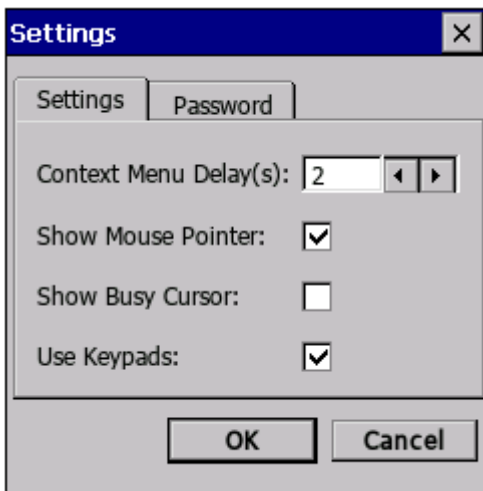 Settings
Settings Password
Context Menu Delay(s): 2
Show Mouse Pointer:
Show Busy Cursor:
Use Keypads:
OK Cancel